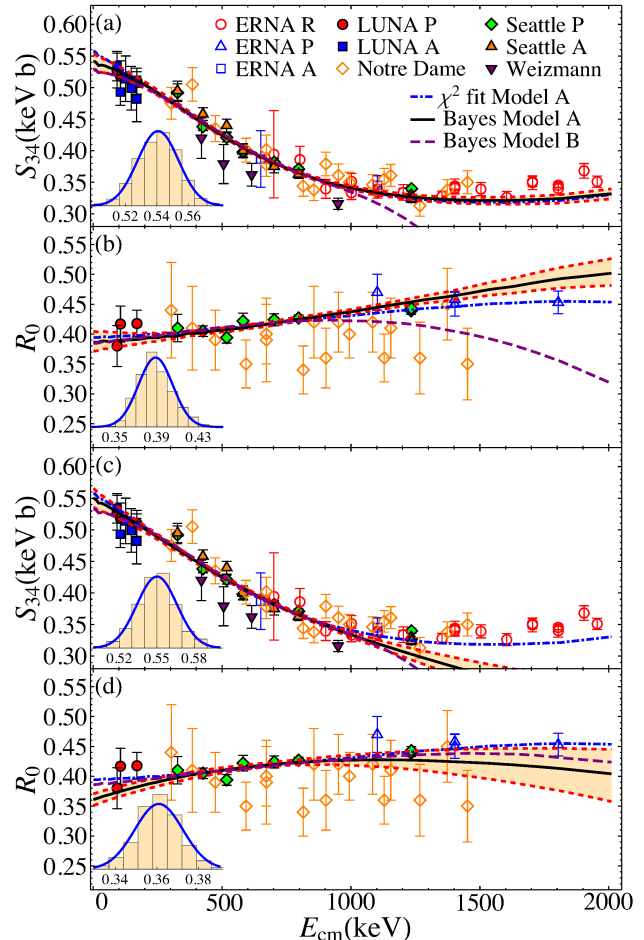 (a)
ERNA R LUNA P Seattle P
ERNA P LUNA A Seattle A
ERNA A Notre Dame Weizmann
χ² fit Model A
Bayes Model A
Bayes Model B
S₃₄(keV b)
0.60
0.55
0.50
0.45
0.40
0.35
0.30
0.52 0.54 0.56
(b)
R₀
0.55
0.50
0.45
0.40
0.35
0.30
0.25
0.35 0.39 0.43
(c)
S₃₄(keV b)
0.60
0.55
0.50
0.45
0.40
0.35
0.30
0.52 0.55 0.58
(d)
R₀
0.55
0.50
0.45
0.40
0.35
0.30
0.25
0.34 0.36 0.38
0 500 1000 1500 2000
E_cm(keV)